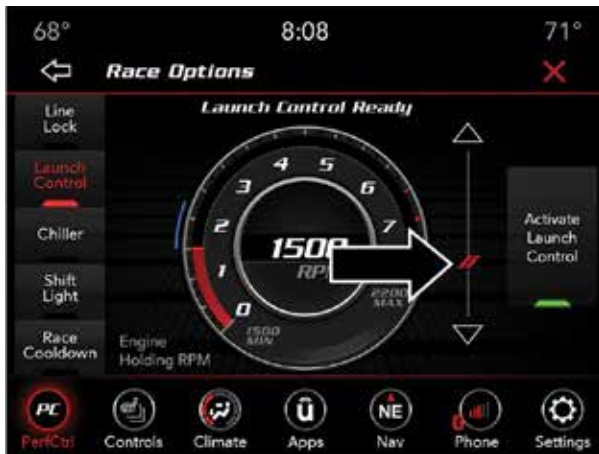 68°
8:08
71°
Race Options
Launch Control Ready
Line
Lock
Launch
Control
Chiller
Shift
Light
Race
Cooldown
0
1
2
3
4
5
6
7
1500
RPM
1500
MIN
2200
MAX
Engine
Holding RPM
Activate
Launch
Control
PC
PerfCtrl
Controls
Climate
ü
Apps
NE
Nav
Phone
Settings